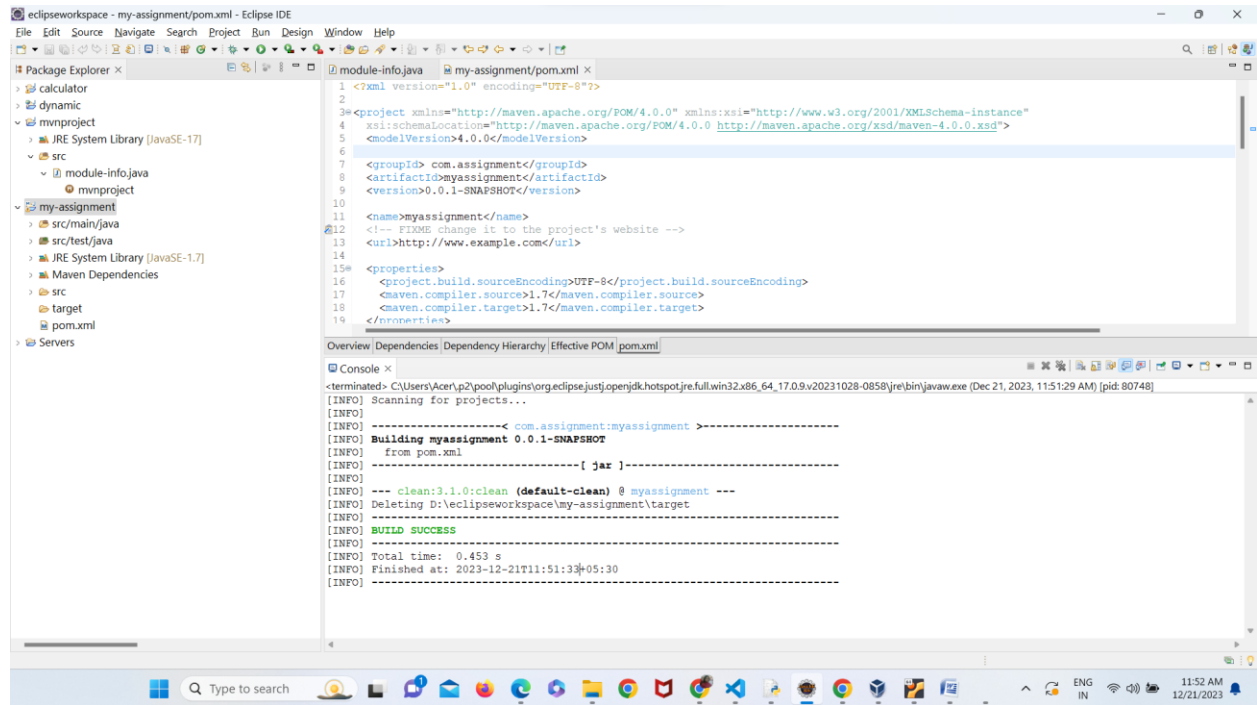 eclipseworkspace - my-assignment/pom.xml - Eclipse IDE
File Edit Source Navigate Search Project Run Design Window Help
Package Explorer
calculator
dynamic
mvnproject
JRE System Library [JavaSE-17]
src
module-info.java
mvnproject
my-assignment
src/main/java
src/test/java
JRE System Library [JavaSE-1.7]
Maven Dependencies
src
target
pom.xml
Servers
module-info.java my-assignment/pom.xml
1 <?xml version="1.0" encoding="UTF-8"?>
2
3 <project xmlns="http://maven.apache.org/POM/4.0.0" xmlns:xsi="http://www.w3.org/2001/XMLSchema-instance"
4 xsi:schemaLocation="http://maven.apache.org/POM/4.0.0 http://maven.apache.org/xsd/maven-4.0.0.xsd">
5 <modelVersion>4.0.0</modelVersion>
6
7 <groupId> com.assignment</groupId>
8 <artifactId>myassignment</artifactId>
9 <version>0.0.1-SNAPSHOT</version>
10
11 <name>myassignment</name>
12 <!-- FIXME change it to the project's website -->
13 <url>http://www.example.com</url>
14
15 <properties>
16 <project.build.sourceEncoding>UTF-8</project.build.sourceEncoding>
17 <maven.compiler.source>1.7</maven.compiler.source>
18 <maven.compiler.target>1.7</maven.compiler.target>
19 </properties>
Overview Dependencies Dependency Hierarchy Effective POM pom.xml
Console
<terminated> C:\Users\Acer\.p2\pool\plugins\org.eclipse.justj.openjdk.hotspot.jre.full.win32.x86_64_17.0.9.v20231028-0858\jre\bin\javaw.exe (Dec 21, 2023, 11:51:29 AM) [pid: 80748]
[INFO] Scanning for projects...
[INFO]
[INFO] --------------------< com.assignment:myassignment >---------------------
[INFO] Building myassignment 0.0.1-SNAPSHOT
[INFO] from pom.xml
[INFO] --------------------------------[ jar ]---------------------------------
[INFO]
[INFO] --- clean:3.1.0:clean (default-clean) @ myassignment ---
[INFO] Deleting D:\eclipseworkspace\my-assignment\target
[INFO] ------------------------------------------------------------------------
[INFO] BUILD SUCCESS
[INFO] ------------------------------------------------------------------------
[INFO] Total time: 0.453 s
[INFO] Finished at: 2023-12-21T11:51:33+05:30
[INFO] ------------------------------------------------------------------------
Type to search
ENG
IN
11:52 AM
12/21/2023